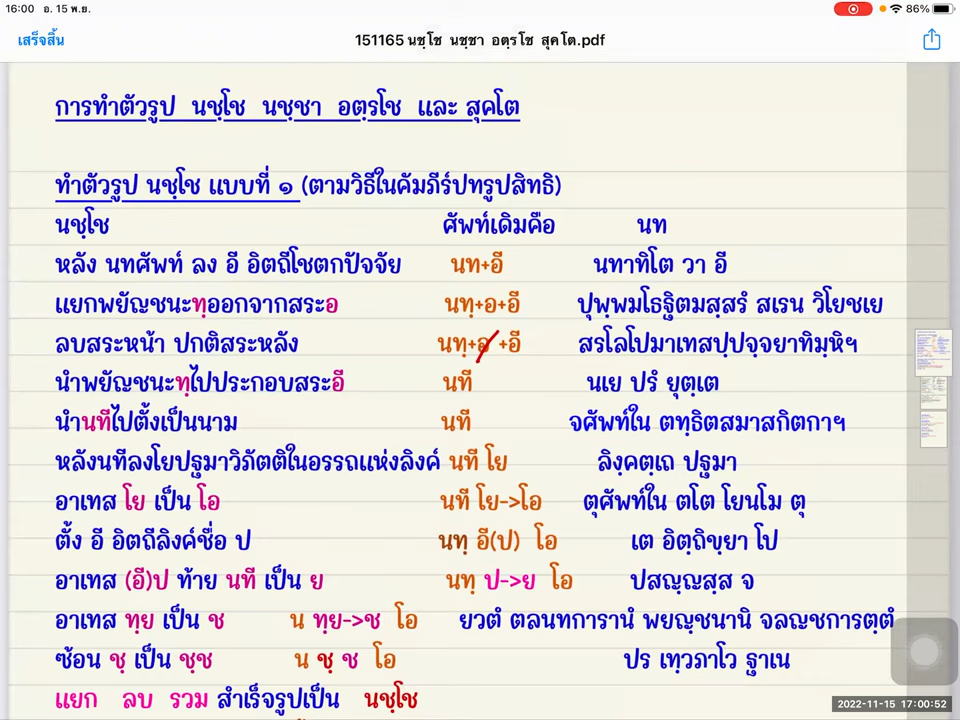 16:00 อ. 15 พ.ย. 86%
เสร็จสิ้น 151165 นชฺโช นชฺชา อตฺรโช สุคโต.pdf
การทำตัวรูป นชฺโช นชฺชา อตฺรโช และ สุคโต
ทำตัวรูป นชฺโช แบบที่ ๑ (ตามวิธีในคัมภีร์ปทรูปสิทธิ)
นชฺโช ศัพท์เดิมคือ นท
หลัง นทศัพท์ ลง อี อิตถีโชตกปัจจัย นท+อี นทาทิโต วา อี
แยกพยัญชนะทฺออกจากสระอ นทฺ+อ+อี ปุพฺพมโธฐิตมสฺสรํ สเรน วิโยชเย
ลบสระหน้า ปกติสระหลัง นทฺ+อ +อี สรโลโปมาเทสปฺปจฺจยาทิมฺหิฯ
นำพยัญชนะทฺไปประกอบสระอี นที นเย ปรํ ยุตฺเต
นำนทีไปตั้งเป็นนาม นที จศัพท์ใน ตทฺธิตสมาสกิตกาฯ
หลังนทีลงโยปฐมาวิภัตติในอรรถแห่งลิงค์ นที โย ลิงฺคตฺเถ ปฐมา
อาเทส โย เป็น โอ นที โย->โอ ตุศัพท์ใน ตโต โยนโม ตุ
ตั้ง อี อิตถีลิงค์ชื่อ ป นทฺ อี(ป) โอ เต อิตฺถิขฺยา โป
อาเทส (อี)ป ท้าย นที เป็น ย นทฺ ป->ย โอ ปสญฺญสฺส จ
อาเทส ทฺย เป็น ช น ทฺย->ช โอ ยวตํ ตลนทการานํ พยญฺชนานิ จลญชการตฺตํ
ซ้อน ชฺ เป็น ชฺช น ชฺ ช โอ ปร เทฺวภาโว ฐาเน
แยก ลบ รวม สำเร็จรูปเป็น นชฺโช
2022-11-15 17:00:52